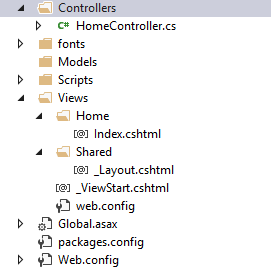 Controllers
HomeController.cs
fonts
Models
Scripts
Views
Home
Index.cshtml
Shared
_Layout.cshtml
_ViewStart.cshtml
web.config
Global.asax
packages.config
Web.config